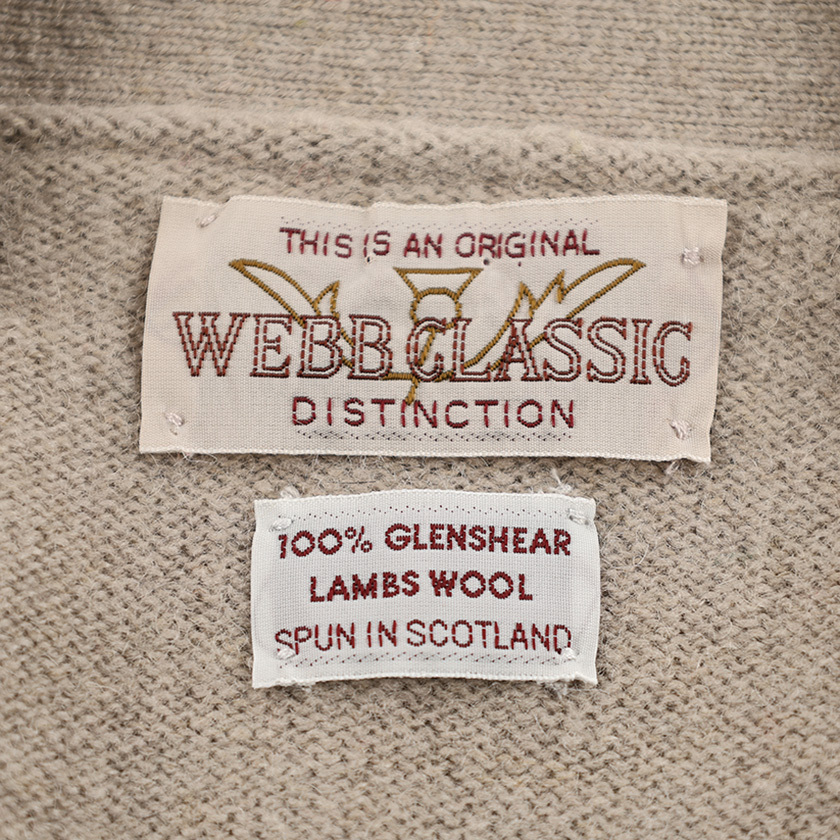 THIS IS AN ORIGINAL
WEBB CLASSIC
DISTINCTION
100% GLENSHEAR
LAMBS WOOL
SPUN IN SCOTLAND